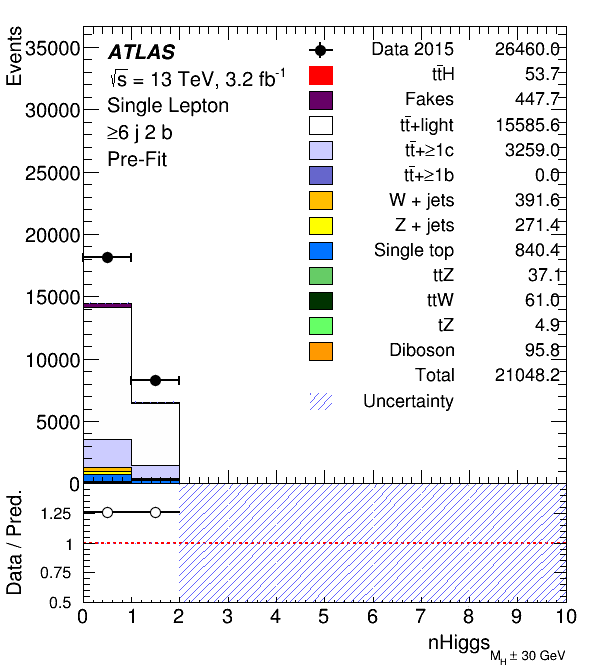 Events
35000
30000
25000
20000
15000
10000
5000
0
ATLAS
√s = 13 TeV, 3.2 fb⁻¹
Single Lepton
≥6 j 2 b
Pre-Fit
Data 2015 26460.0
tt̄H 53.7
Fakes 447.7
tt̄+light 15585.6
tt̄+≥1c 3259.0
tt̄+≥1b 0.0
W + jets 391.6
Z + jets 271.4
Single top 840.4
ttZ 37.1
ttW 61.0
tZ 4.9
Diboson 95.8
Total 21048.2
Uncertainty
Data / Pred.
1.25
1
0.75
0.5
0 1 2 3 4 5 6 7 8 9 10
nHiggs M_H ± 30 GeV